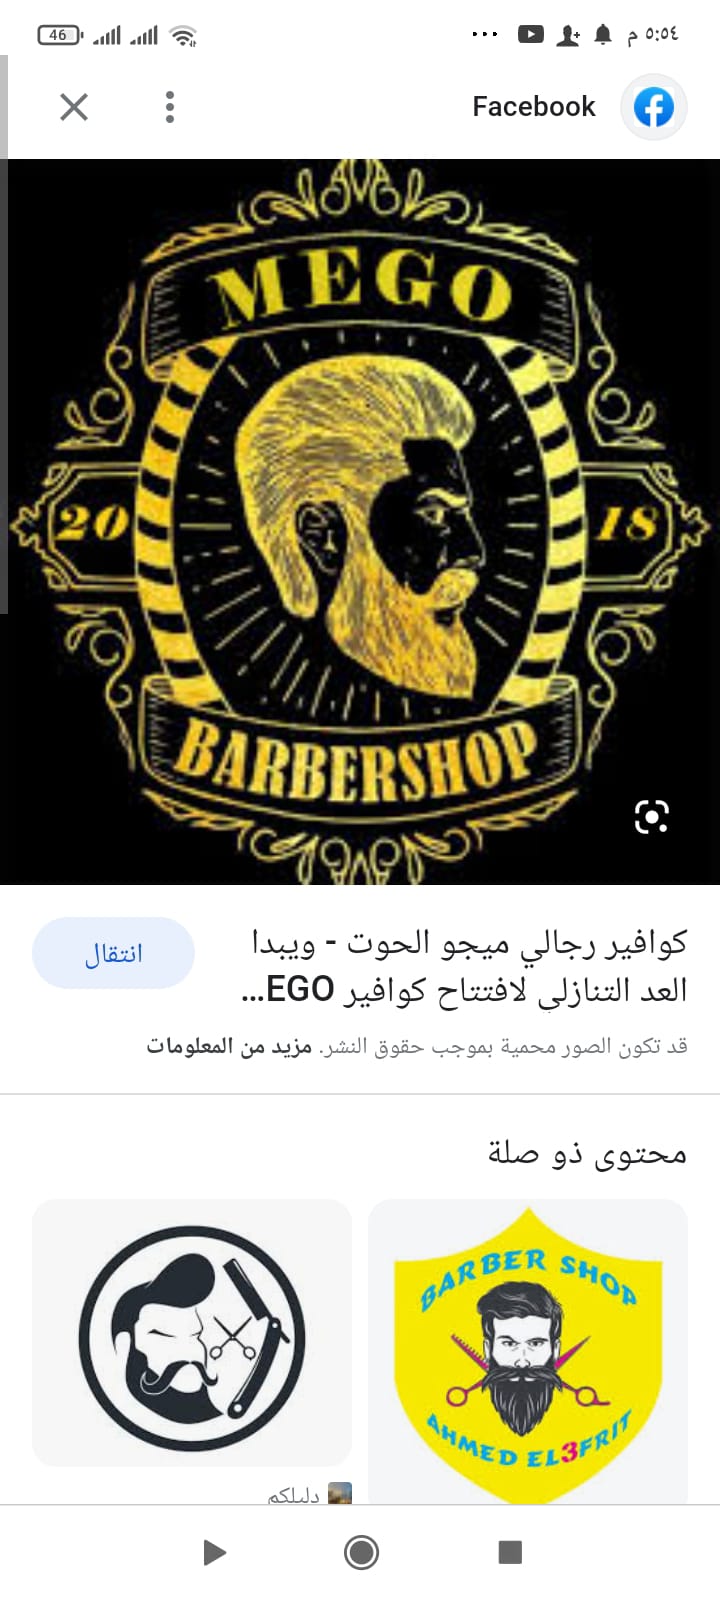 46
٥:٥٤ م
Facebook
MEGO
20
18
BARBERSHOP
كوافير رجالي ميجو الحوت - ويبدا
العد التنازلي لافتتاح كوافير EGO...
انتقال
قد تكون الصور محمية بموجب حقوق النشر. مزيد من المعلومات
محتوى ذو صلة
BARBER SHOP
AHMED EL3FRIT
دليلكم